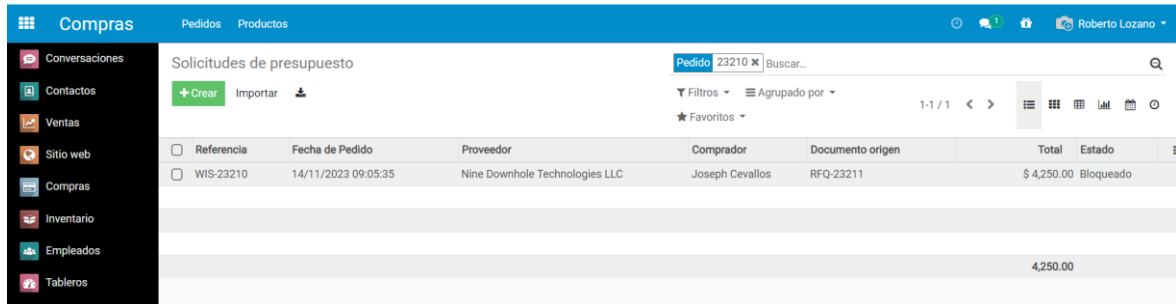 Compras Pedidos Productos 1 Roberto Lozano
Conversaciones
Contactos
Ventas
Sitio web
Compras
Inventario
Empleados
Tableros
Solicitudes de presupuesto
Pedido 23210 Buscar...
+ Crear Importar
Filtros Agrupado por
Favoritos
1-1 / 1
Referencia Fecha de Pedido Proveedor Comprador Documento origen Total Estado
WIS-23210 14/11/2023 09:05:35 Nine Downhole Technologies LLC Joseph Cevallos RFQ-23211 $ 4,250.00 Bloqueado
4,250.00